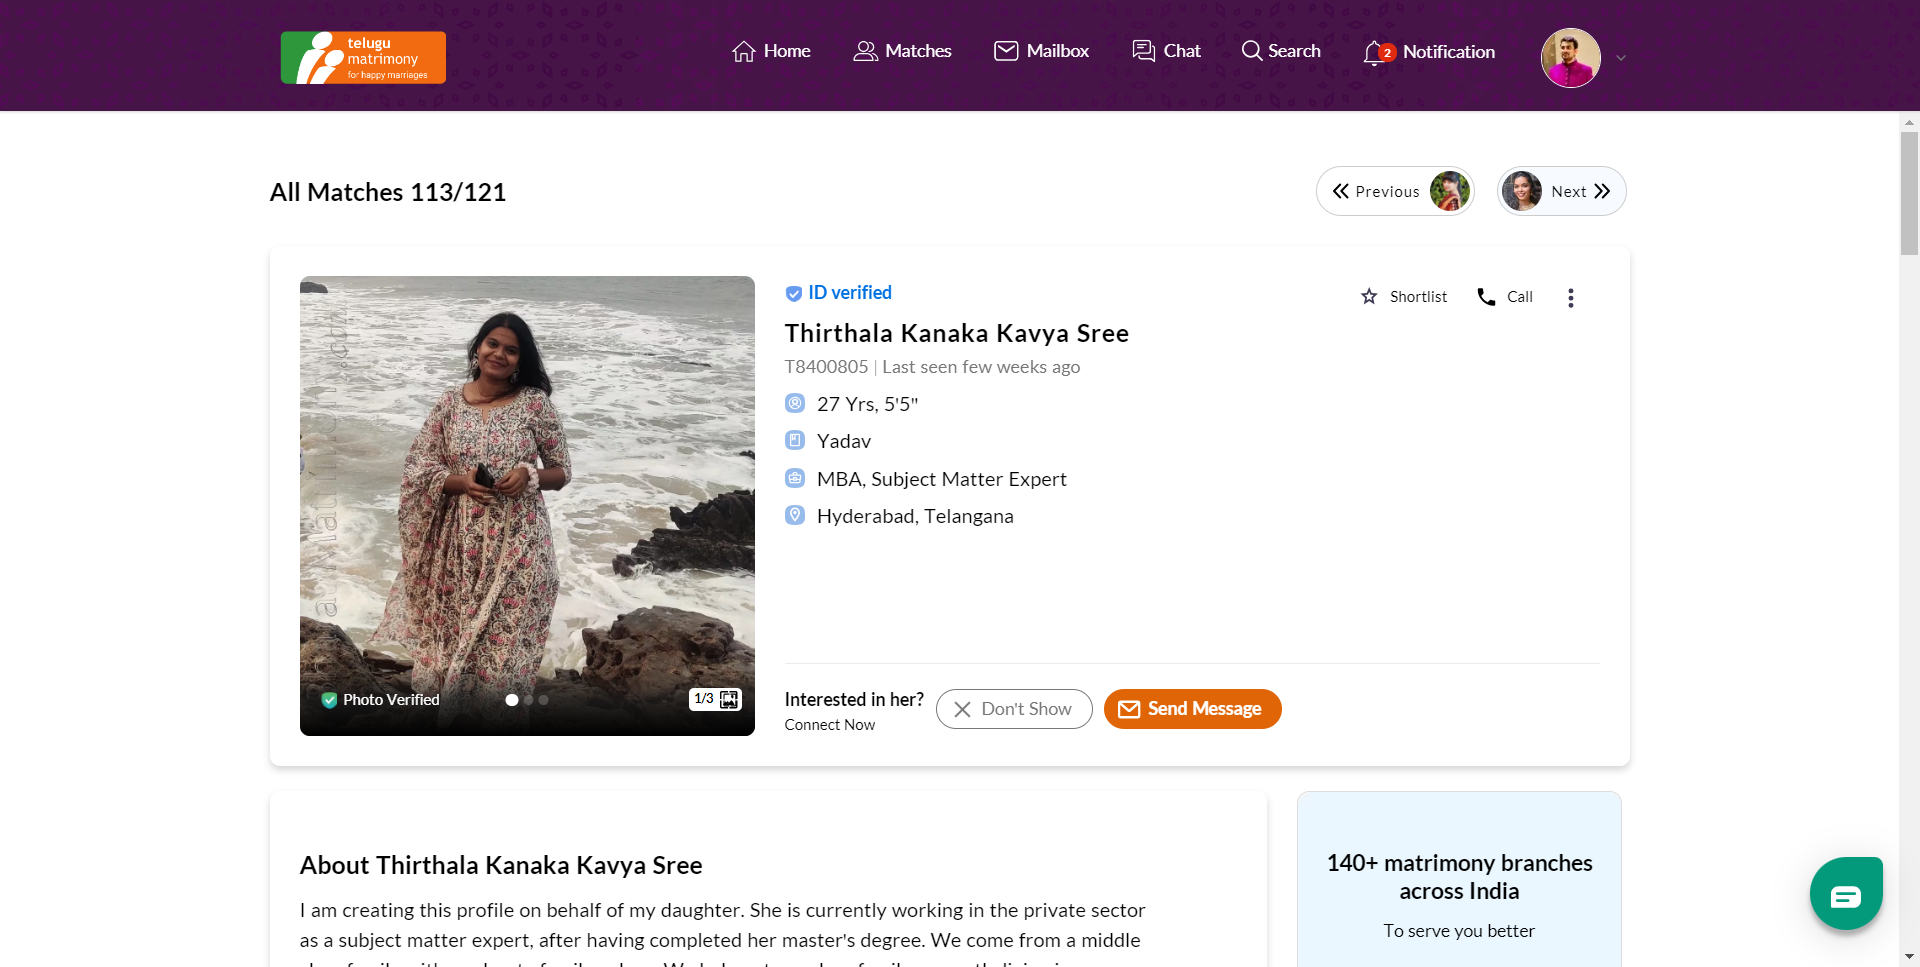 telugu
matrimony
for happy marriages
Home
Matches
Mailbox
Chat
Search
2
Notification
All Matches 113/121
Previous
Next
ID verified
Shortlist
Call
Thirthala Kanaka Kavya Sree
T8400805 | Last seen few weeks ago
27 Yrs, 5'5"
Yadav
MBA, Subject Matter Expert
Hyderabad, Telangana
Photo Verified
1/3
Interested in her?
Connect Now
Don't Show
Send Message
About Thirthala Kanaka Kavya Sree
I am creating this profile on behalf of my daughter. She is currently working in the private sector
as a subject matter expert, after having completed her master's degree. We come from a middle
140+ matrimony branches
across India
To serve you better